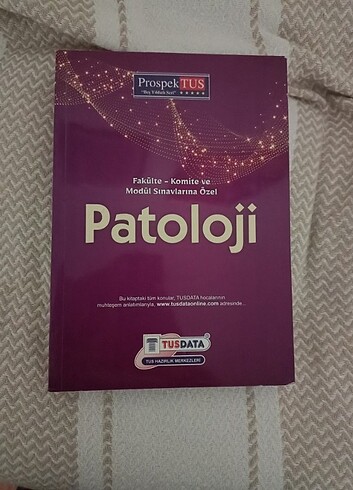 ProspekTUS
"Beş Yıldızlı Seri" ★★★★★
Fakülte - Komite ve
Modül Sınavlarına Özel
Patoloji
Bu kitaptaki tüm konular, TUSDATA hocalarının
muhteşem anlatımlarıyla, www.tusdataonline.com adresinde...
TUSDATA
TUS HAZIRLIK MERKEZLERİ